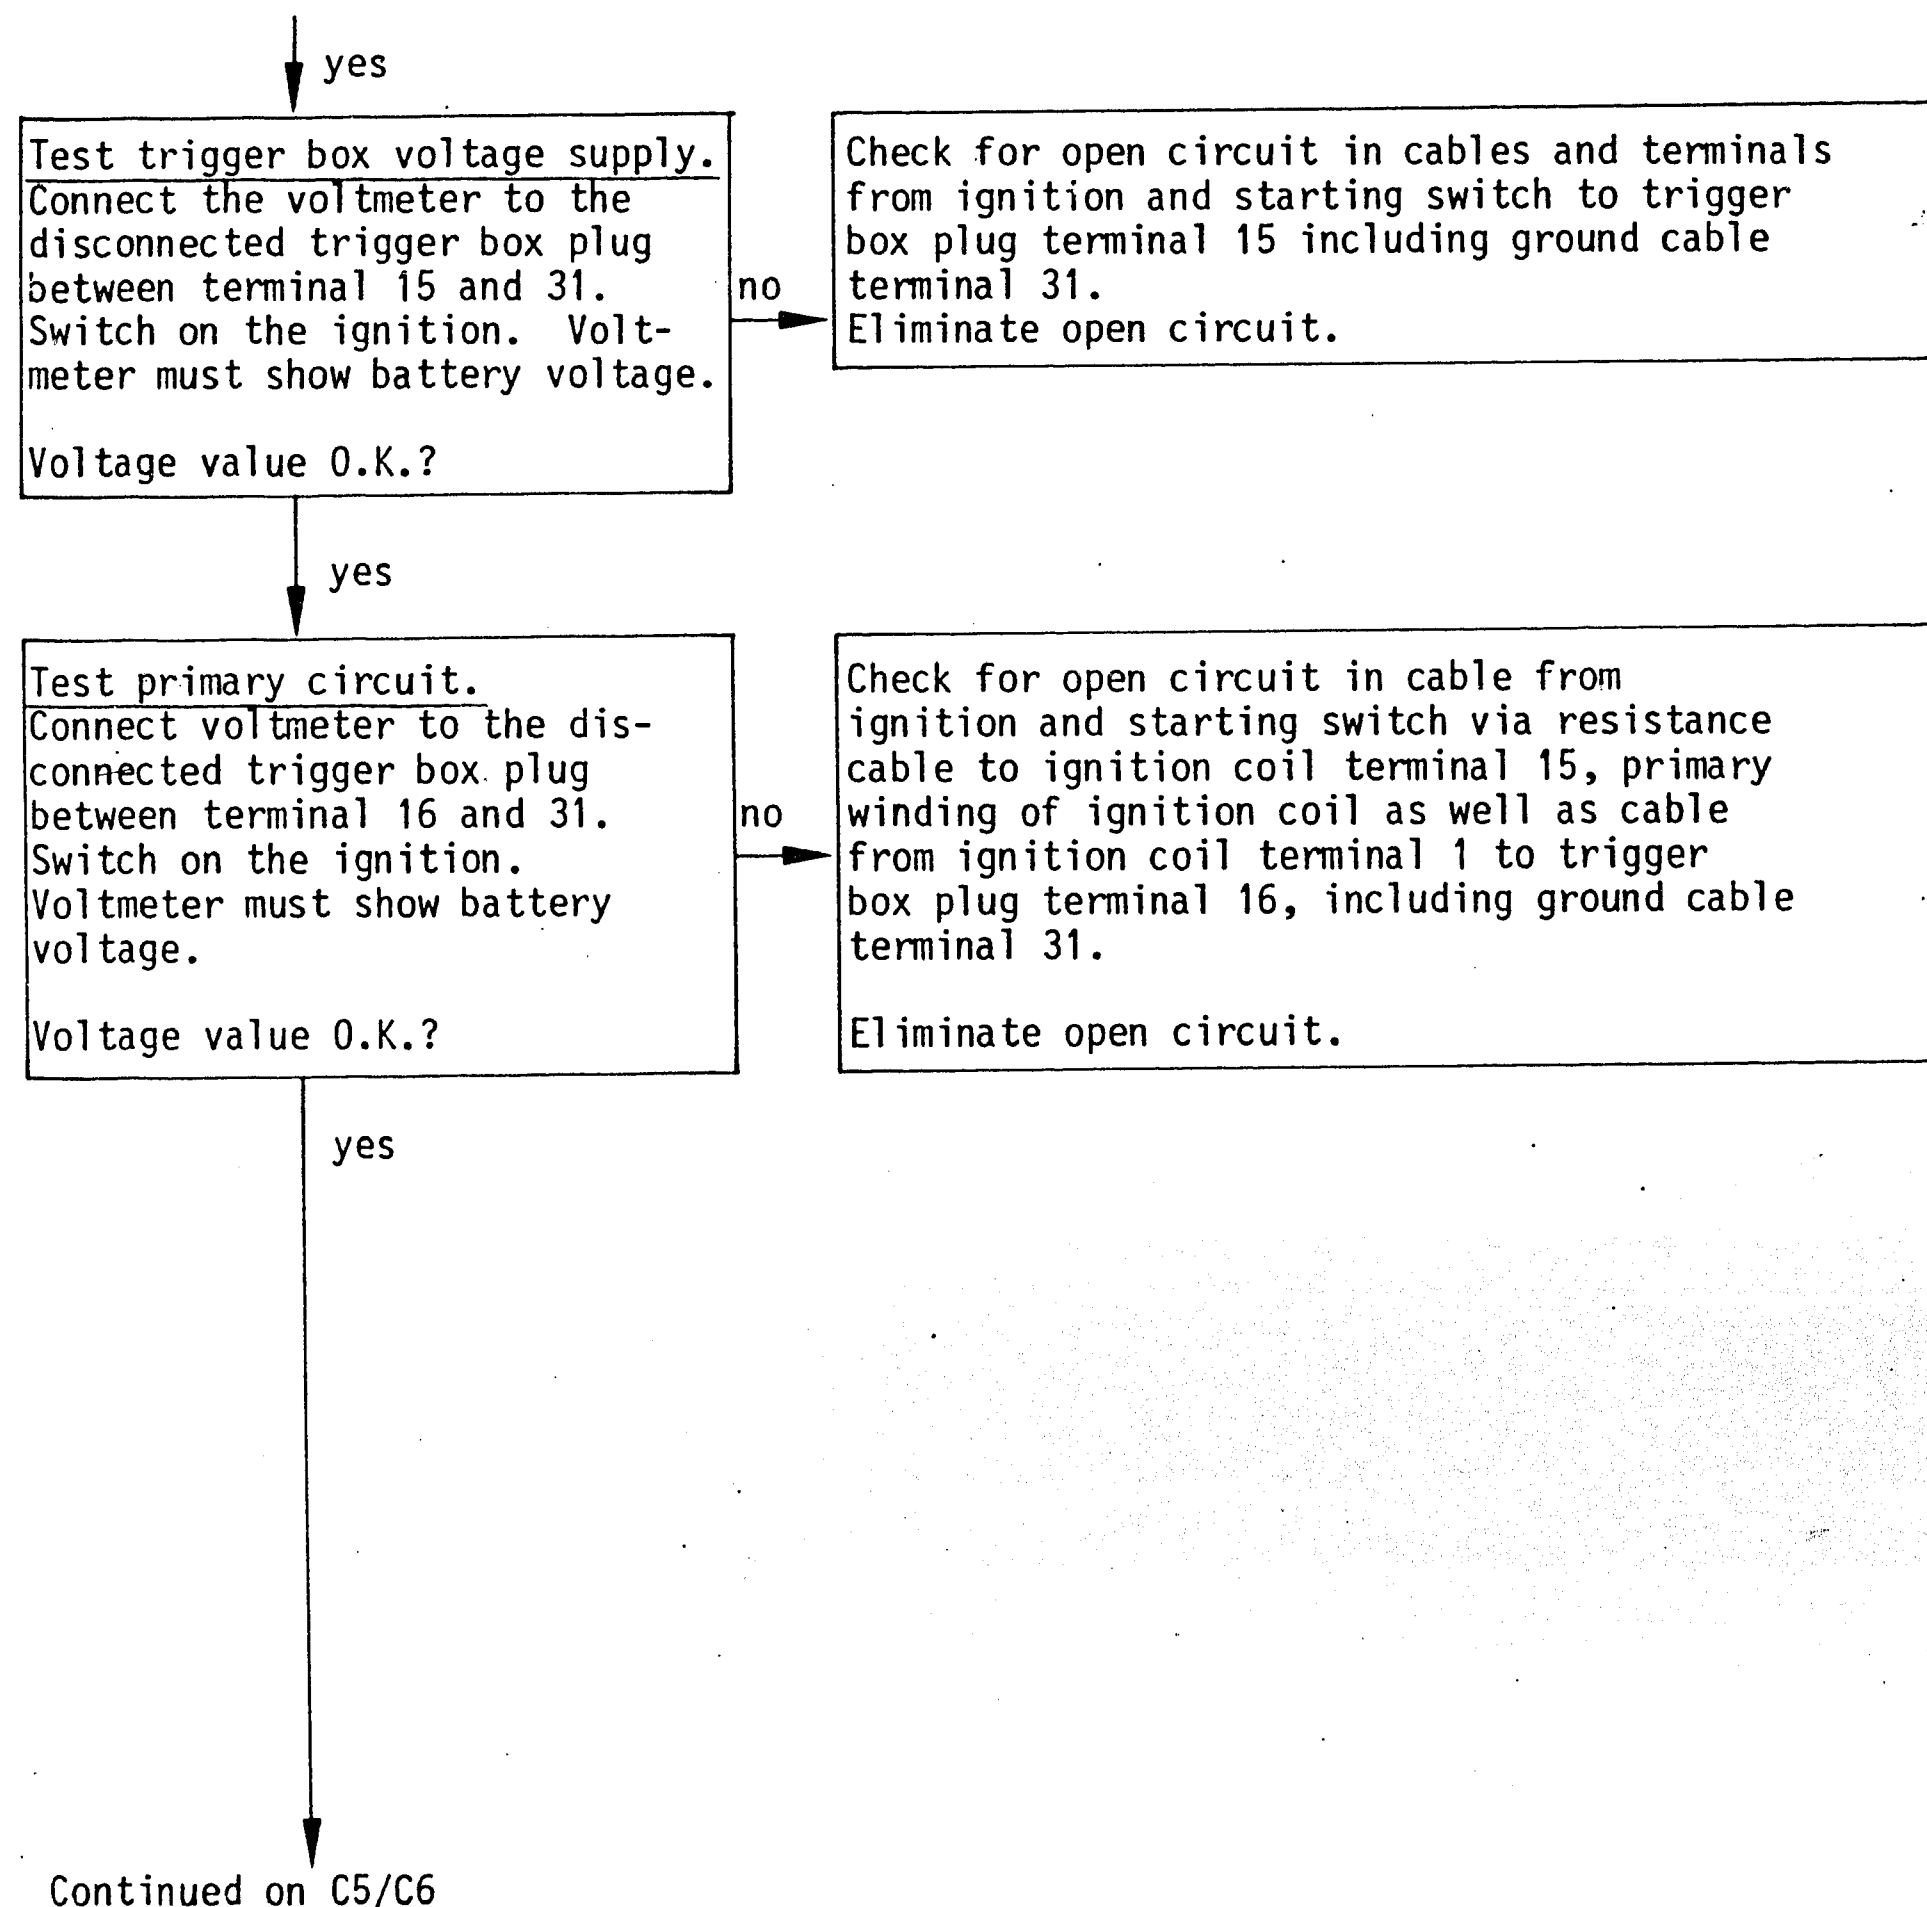 yes
Test trigger box voltage supply.
Connect the voltmeter to the
disconnected trigger box plug
between terminal 15 and 31.
Switch on the ignition. Volt-
meter must show battery voltage.
Voltage value O.K.?
no
Check for open circuit in cables and terminals
from ignition and starting switch to trigger
box plug terminal 15 including ground cable
terminal 31.
Eliminate open circuit.
yes
Test primary circuit.
Connect voltmeter to the dis-
connected trigger box plug
between terminal 16 and 31.
Switch on the ignition.
Voltmeter must show battery
voltage.
Voltage value O.K.?
no
Check for open circuit in cable from
ignition and starting switch via resistance
cable to ignition coil terminal 15, primary
winding of ignition coil as well as cable
from ignition coil terminal 1 to trigger
box plug terminal 16, including ground cable
terminal 31.
Eliminate open circuit.
yes
Continued on C5/C6